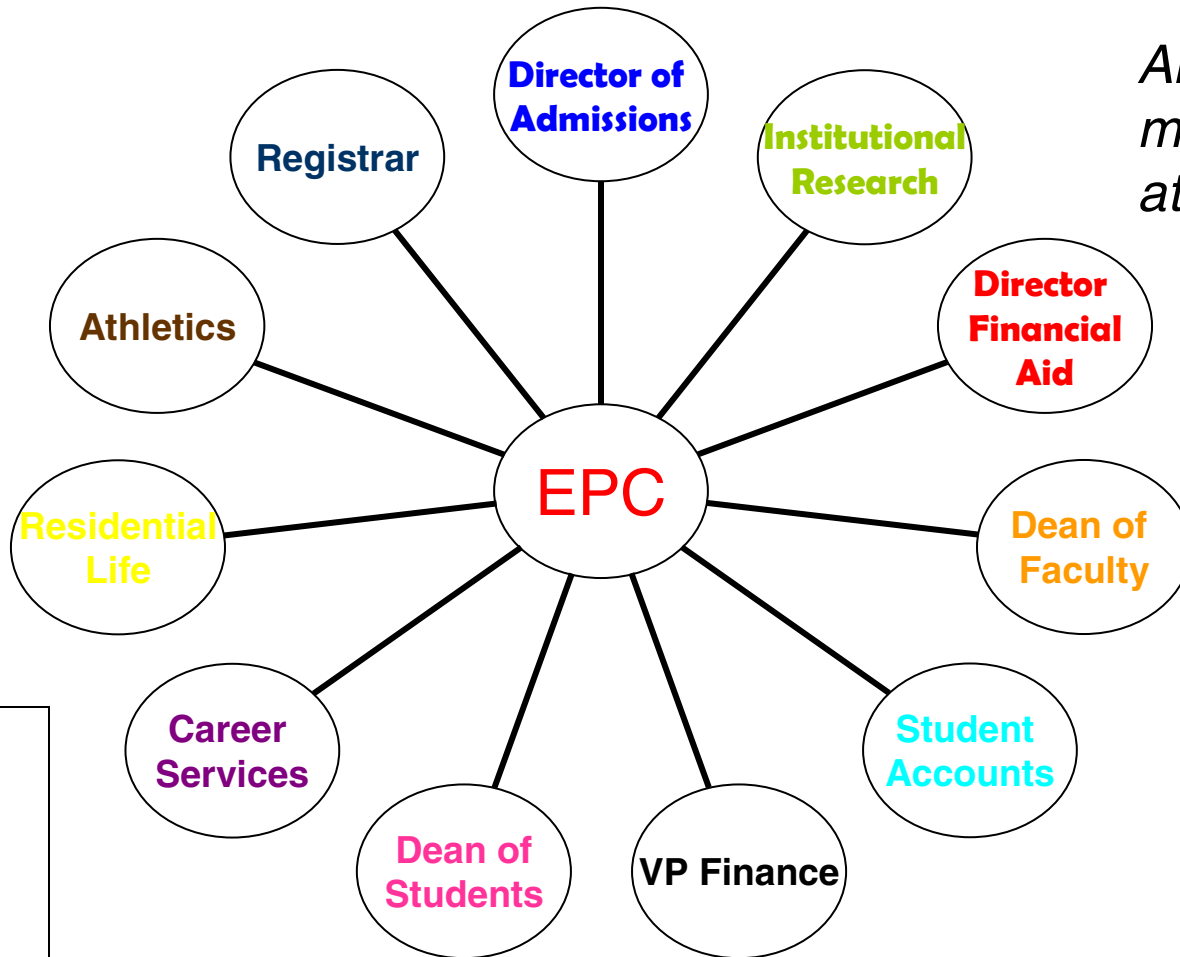 Director of
Admissions
Institutional
Research
Director
Financial
Aid
Dean of
Faculty
Student
Accounts
VP Finance
Dean of
Students
Career
Services
Residential
Life
Athletics
Registrar
EPC